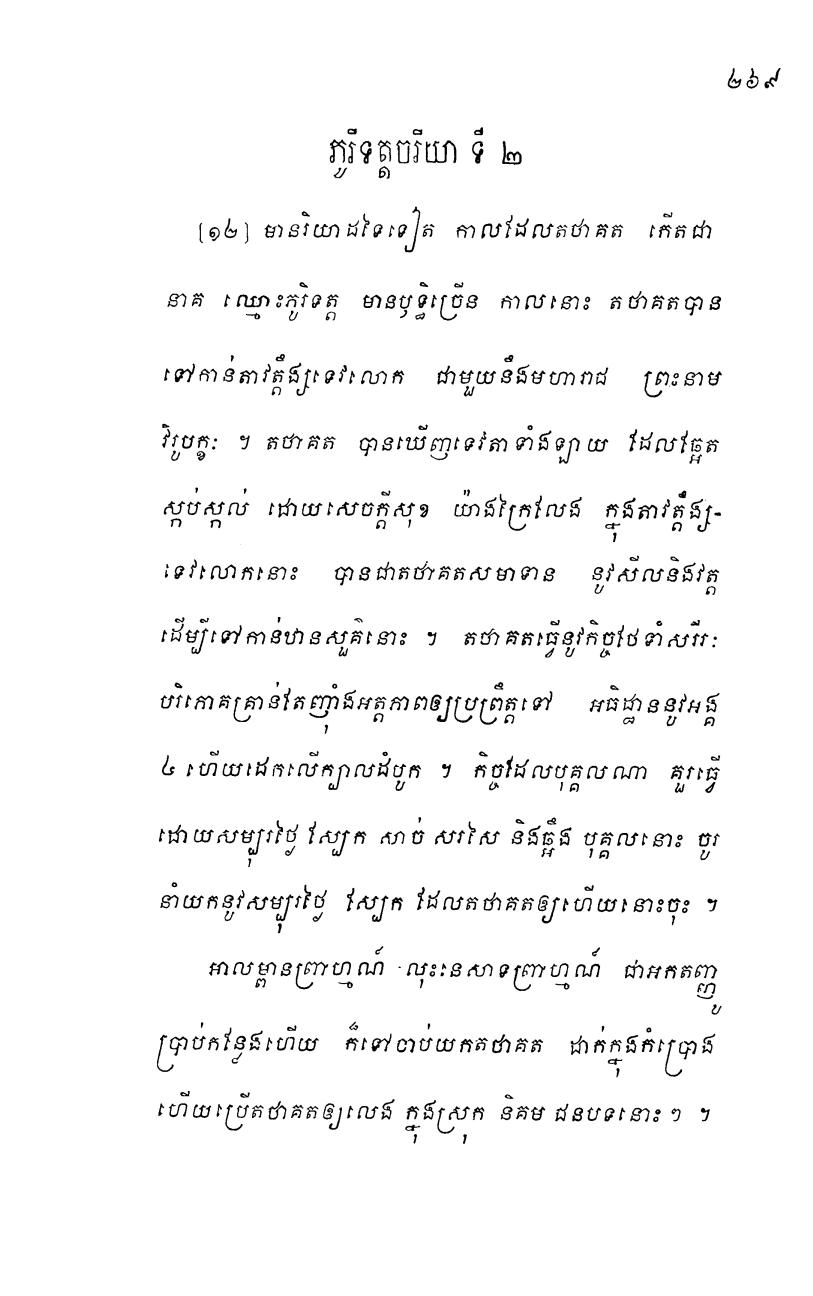 ២៦៩
ភូរិទត្តចរិយា ទី ២
[១២] មានរិយាដទៃទៀត កាលដែលតថាគត កើតជា
នាគ ឈ្មោះភូរិទត្ត មានឫទ្ធិច្រើន កាលនោះ តថាគតបាន
ទៅកាន់តាវត្តឹង្សទេវលោក ជាមួយនឹងមហារាជ ព្រះនាម
វិរូបក្ខៈ ។ តថាគត បានឃើញទេវតាទាំងឡាយ ដែលឆ្អែត
ស្កប់ស្កល់ ដោយសេចក្តីសុខ យ៉ាងក្រៃលែង ក្នុងតាវត្តឹង្ស-
ទេវលោកនោះ បានជាតថាគតសមាទាន នូវសីលនិងវត្ត
ដើម្បីទៅកាន់ឋានសួគ៌នោះ ។ តថាគតធ្វើនូវកិច្ចថែទាំសរីរៈ
បរិភោគគ្រាន់តែញ៉ាំងអត្តភាពឲ្យប្រព្រឹត្តទៅ អធិដ្ឋាននូវអង្គ
៤ ហើយដេកលើក្បាលដំបូក ។ កិច្ចដែលបុគ្គលណា គួរធ្វើ
ដោយសម្បុរថ្លៃ ស្បែក សាច់ សរសៃ និងឆ្អឹង បុគ្គលនោះ ចូរ
នាំយកនូវសម្បុរថ្លៃ ស្បែក ដែលតថាគតឲ្យហើយនោះចុះ ។
អាលម្ពានព្រាហ្មណ៍ លុះនេសាទព្រាហ្មណ៍ ជាអកតញ្ញូ
ប្រាប់កន្លែងហើយ ក៏ទៅចាប់យកតថាគត ដាក់ក្នុងកំប្រោង
ហើយប្រើតថាគតឲ្យលេង ក្នុងស្រុក និគម ជនបទនោះ ៗ ។